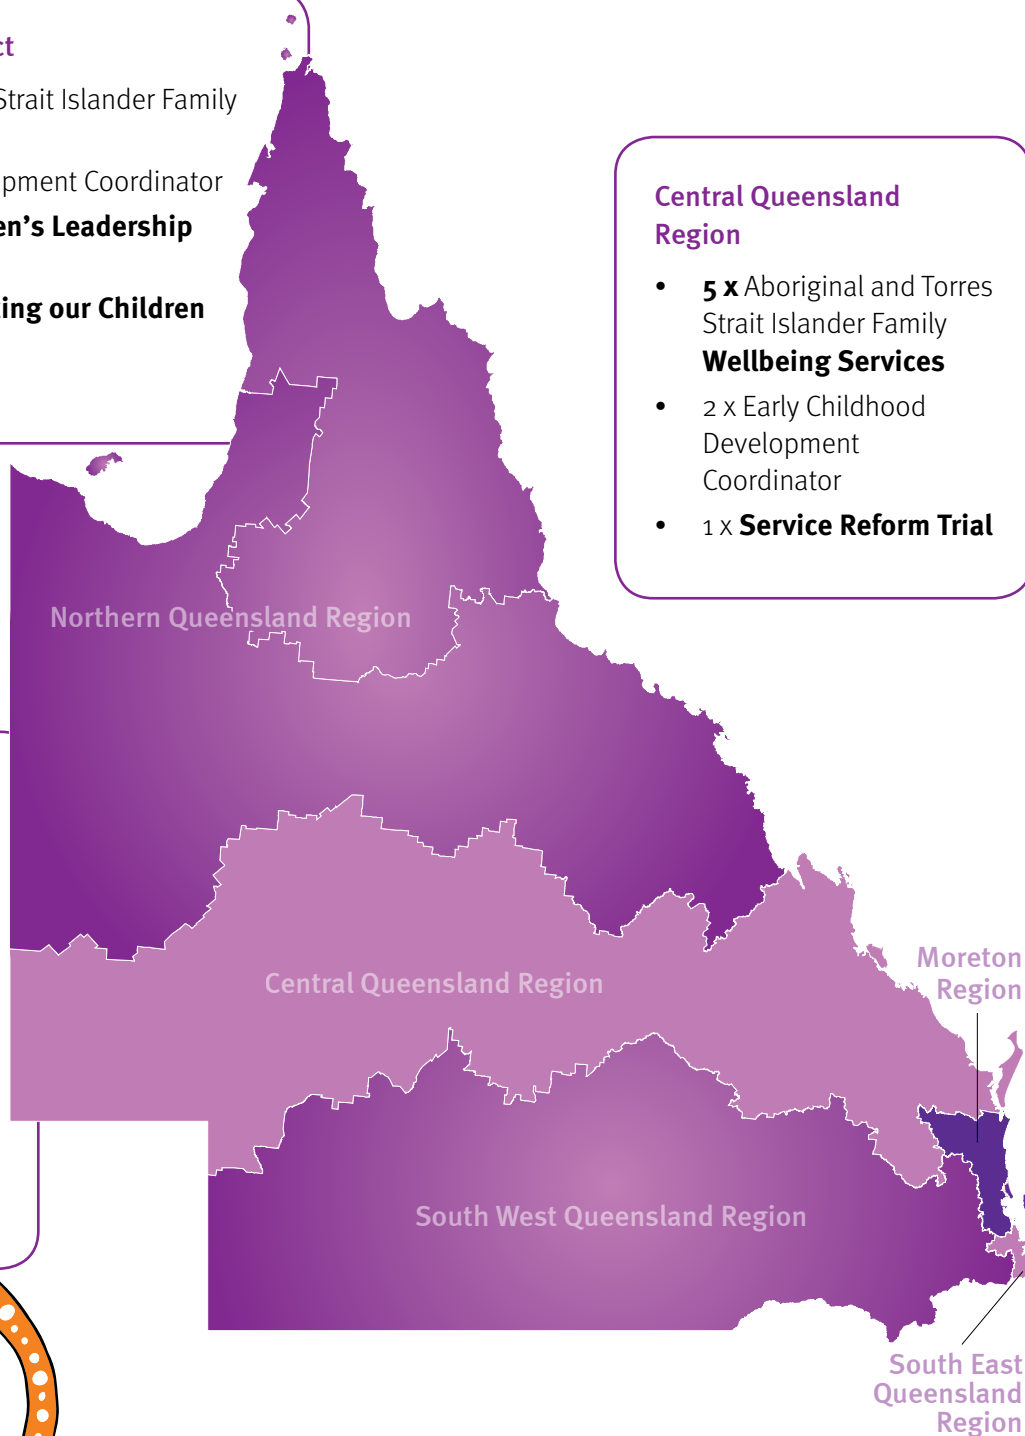 ct
Strait Islander Family
pment Coordinator
en’s Leadership
ing our Children
Central Queensland
Region
• 5 x Aboriginal and Torres
Strait Islander Family
Wellbeing Services
• 2 x Early Childhood
Development
Coordinator
• 1 x Service Reform Trial
Northern Queensland Region
Central Queensland Region
Moreton
Region
South West Queensland Region
South East
Queensland
Region